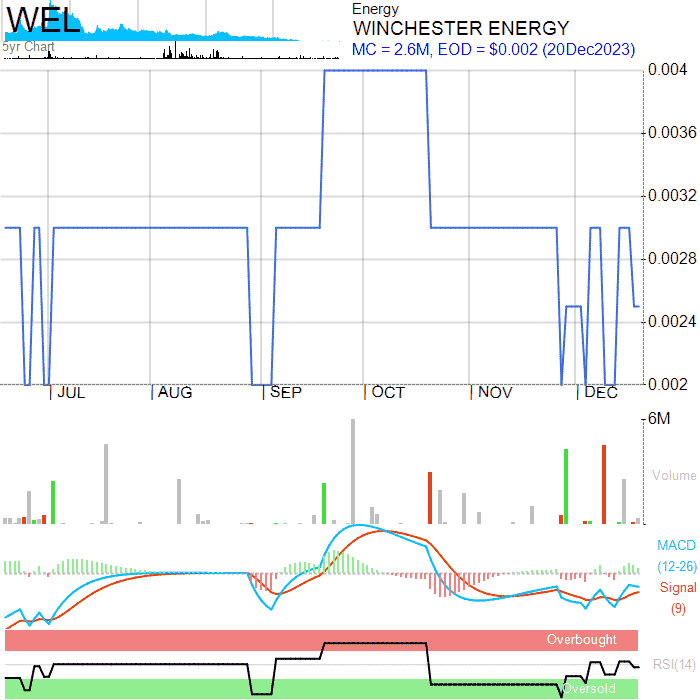 WEL
5yr Chart
Energy
WINCHESTER ENERGY
MC = 2.6M, EOD = $0.002 (20Dec2023)
0.004
0.0036
0.0032
0.0028
0.0024
0.002
JUL AUG SEP OCT NOV DEC
6M
Volume
MACD
(12-26)
Signal
(9)
Overbought
RSI(14)
Oversold